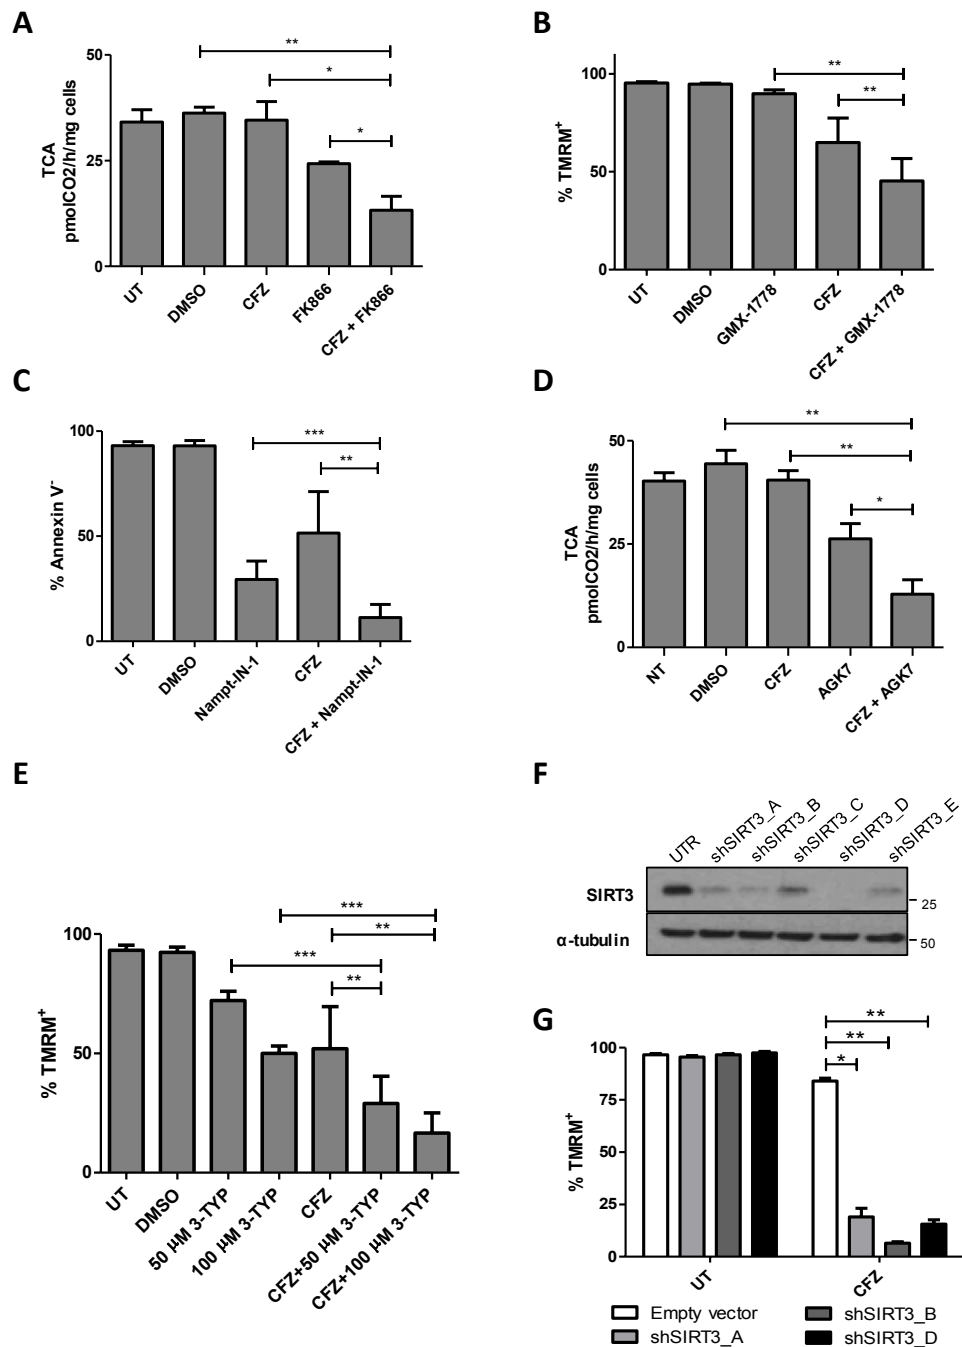 A
TCA
pmolCO2/h/mg cells
50
25
0
**
*
*
UT
DMSO
CFZ
FK866
CFZ + FK866
B
% TMRM+
100
50
0
**
**
UT
DMSO
GMX-1778
CFZ
CFZ + GMX-1778
C
% Annexin V-
100
50
0
***
**
UT
DMSO
Nampt-IN-1
CFZ
CFZ + Nampt-IN-1
D
TCA
pmolCO2/h/mg cells
50
25
0
**
**
*
NT
DMSO
CFZ
AGK7
CFZ + AGK7
E
% TMRM+
100
50
0
***
**
***
**
UT
DMSO
50 µM 3-TYP
100 µM 3-TYP
CFZ
CFZ+50 µM 3-TYP
CFZ+100 µM 3-TYP
F
UTR
shSIRT3_A
shSIRT3_B
shSIRT3_C
shSIRT3_D
shSIRT3_E
SIRT3
25
α-tubulin
50
G
% TMRM+
100
75
50
25
0
**
**
*
UT
CFZ
Empty vector
shSIRT3_A
shSIRT3_B
shSIRT3_D